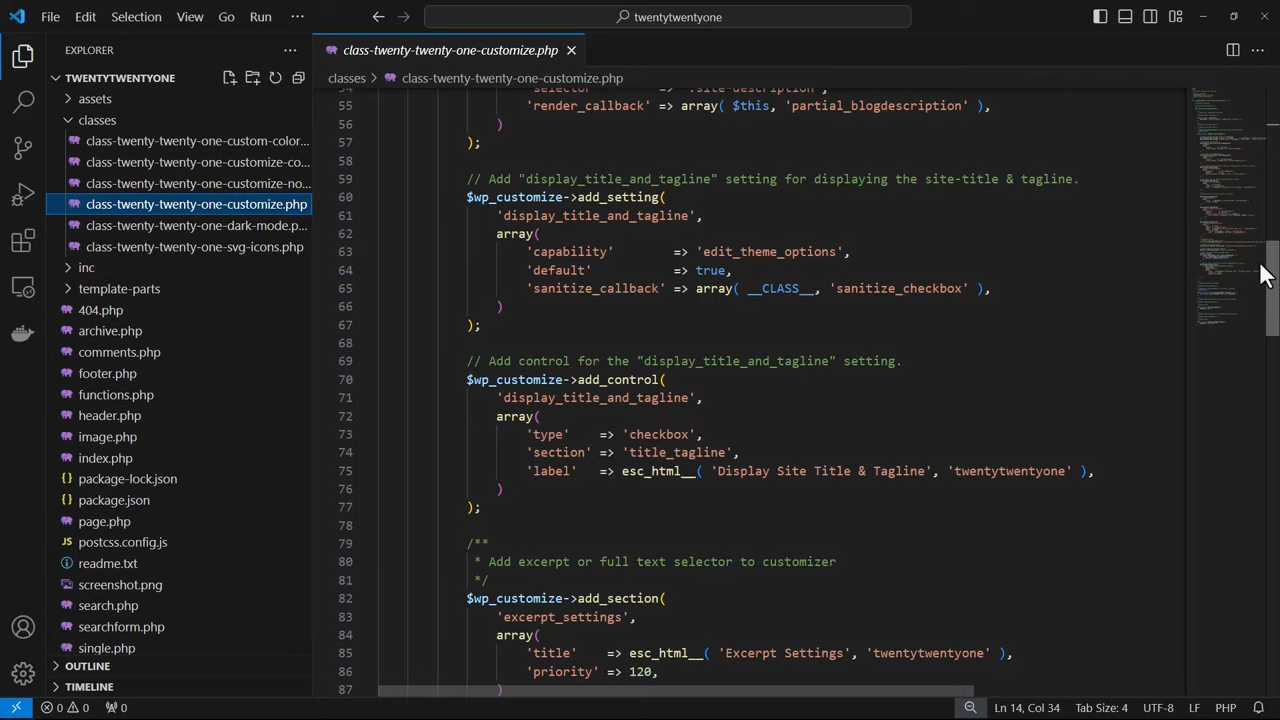 File Edit Selection View Go Run ··· twentytwentyone
EXPLORER ···
TWENTYTWENTYONE
assets
classes
class-twenty-twenty-one-custom-color...
class-twenty-twenty-one-customize-co...
class-twenty-twenty-one-customize-no...
class-twenty-twenty-one-customize.php
class-twenty-twenty-one-dark-mode.p...
class-twenty-twenty-one-svg-icons.php
inc
template-parts
404.php
archive.php
comments.php
footer.php
functions.php
header.php
image.php
index.php
package-lock.json
package.json
page.php
postcss.config.js
readme.txt
screenshot.png
search.php
searchform.php
single.php
OUTLINE
TIMELINE
class-twenty-twenty-one-customize.php
classes > class-twenty-twenty-one-customize.php
54 'selector' => '.site-description',
55 'render_callback' => array( $this, 'partial_blogdescription' ),
56 )
57 );
58
59 // Add "display_title_and_tagline" setting for displaying the site-title & tagline.
60 $wp_customize->add_setting(
61 'display_title_and_tagline',
62 array(
63 'capability' => 'edit_theme_options',
64 'default' => true,
65 'sanitize_callback' => array( __CLASS__, 'sanitize_checkbox' ),
66 )
67 );
68
69 // Add control for the "display_title_and_tagline" setting.
70 $wp_customize->add_control(
71 'display_title_and_tagline',
72 array(
73 'type' => 'checkbox',
74 'section' => 'title_tagline',
75 'label' => esc_html__( 'Display Site Title & Tagline', 'twentytwentyone' ),
76 )
77 );
78
79 /**
80 * Add excerpt or full text selector to customizer
81 */
82 $wp_customize->add_section(
83 'excerpt_settings',
84 array(
85 'title' => esc_html__( 'Excerpt Settings', 'twentytwentyone' ),
86 'priority' => 120,
87 )
0 0 0 Ln 14, Col 34 Tab Size: 4 UTF-8 LF PHP